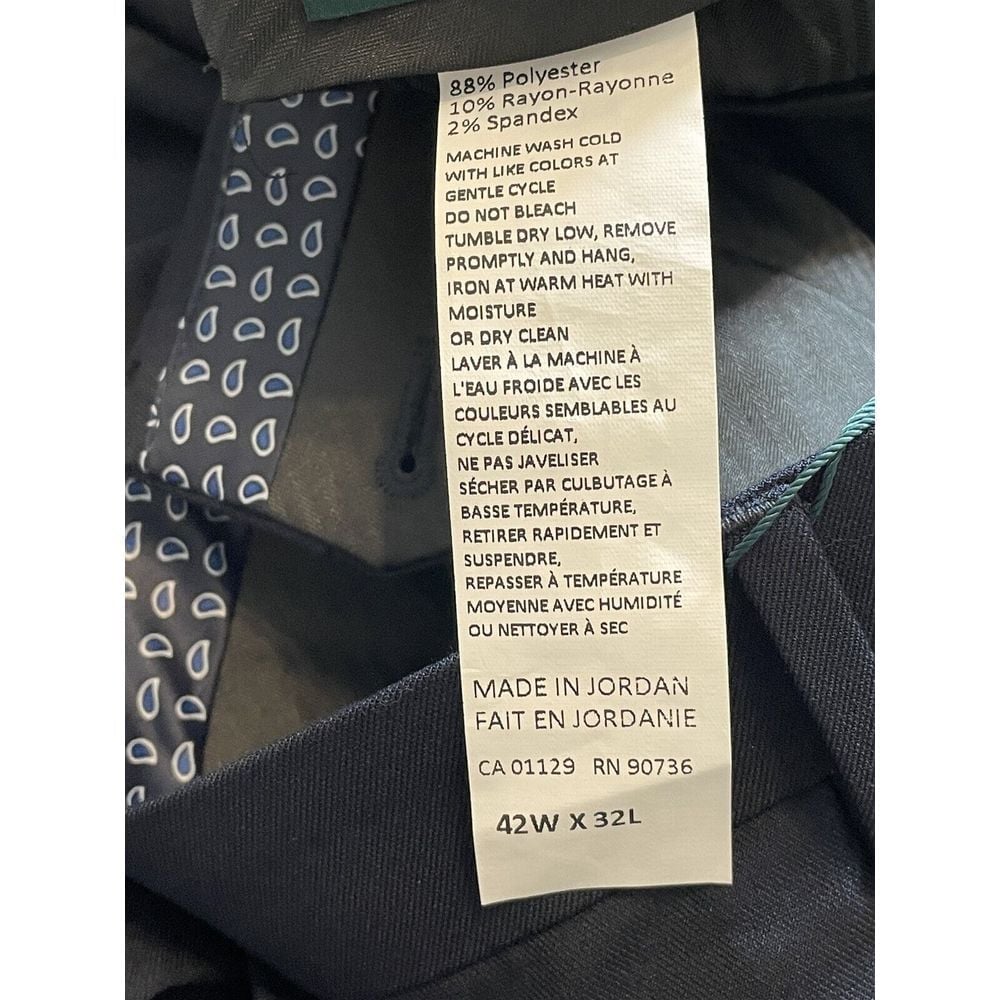 88% Polyester
10% Rayon-Rayonne
2% Spandex
MACHINE WASH COLD
WITH LIKE COLORS AT
GENTLE CYCLE
DO NOT BLEACH
TUMBLE DRY LOW, REMOVE
PROMPTLY AND HANG,
IRON AT WARM HEAT WITH
MOISTURE
OR DRY CLEAN
LAVER À LA MACHINE À
L'EAU FROIDE AVEC LES
COULEURS SEMBLABLES AU
CYCLE DÉLICAT,
NE PAS JAVELISER
SÉCHER PAR CULBUTAGE À
BASSE TEMPÉRATURE,
RETIRER RAPIDEMENT ET
SUSPENDRE,
REPASSER À TEMPÉRATURE
MOYENNE AVEC HUMIDITÉ
OU NETTOYER À SEC
MADE IN JORDAN
FAIT EN JORDANIE
CA 01129 RN 90736
42W X 32L